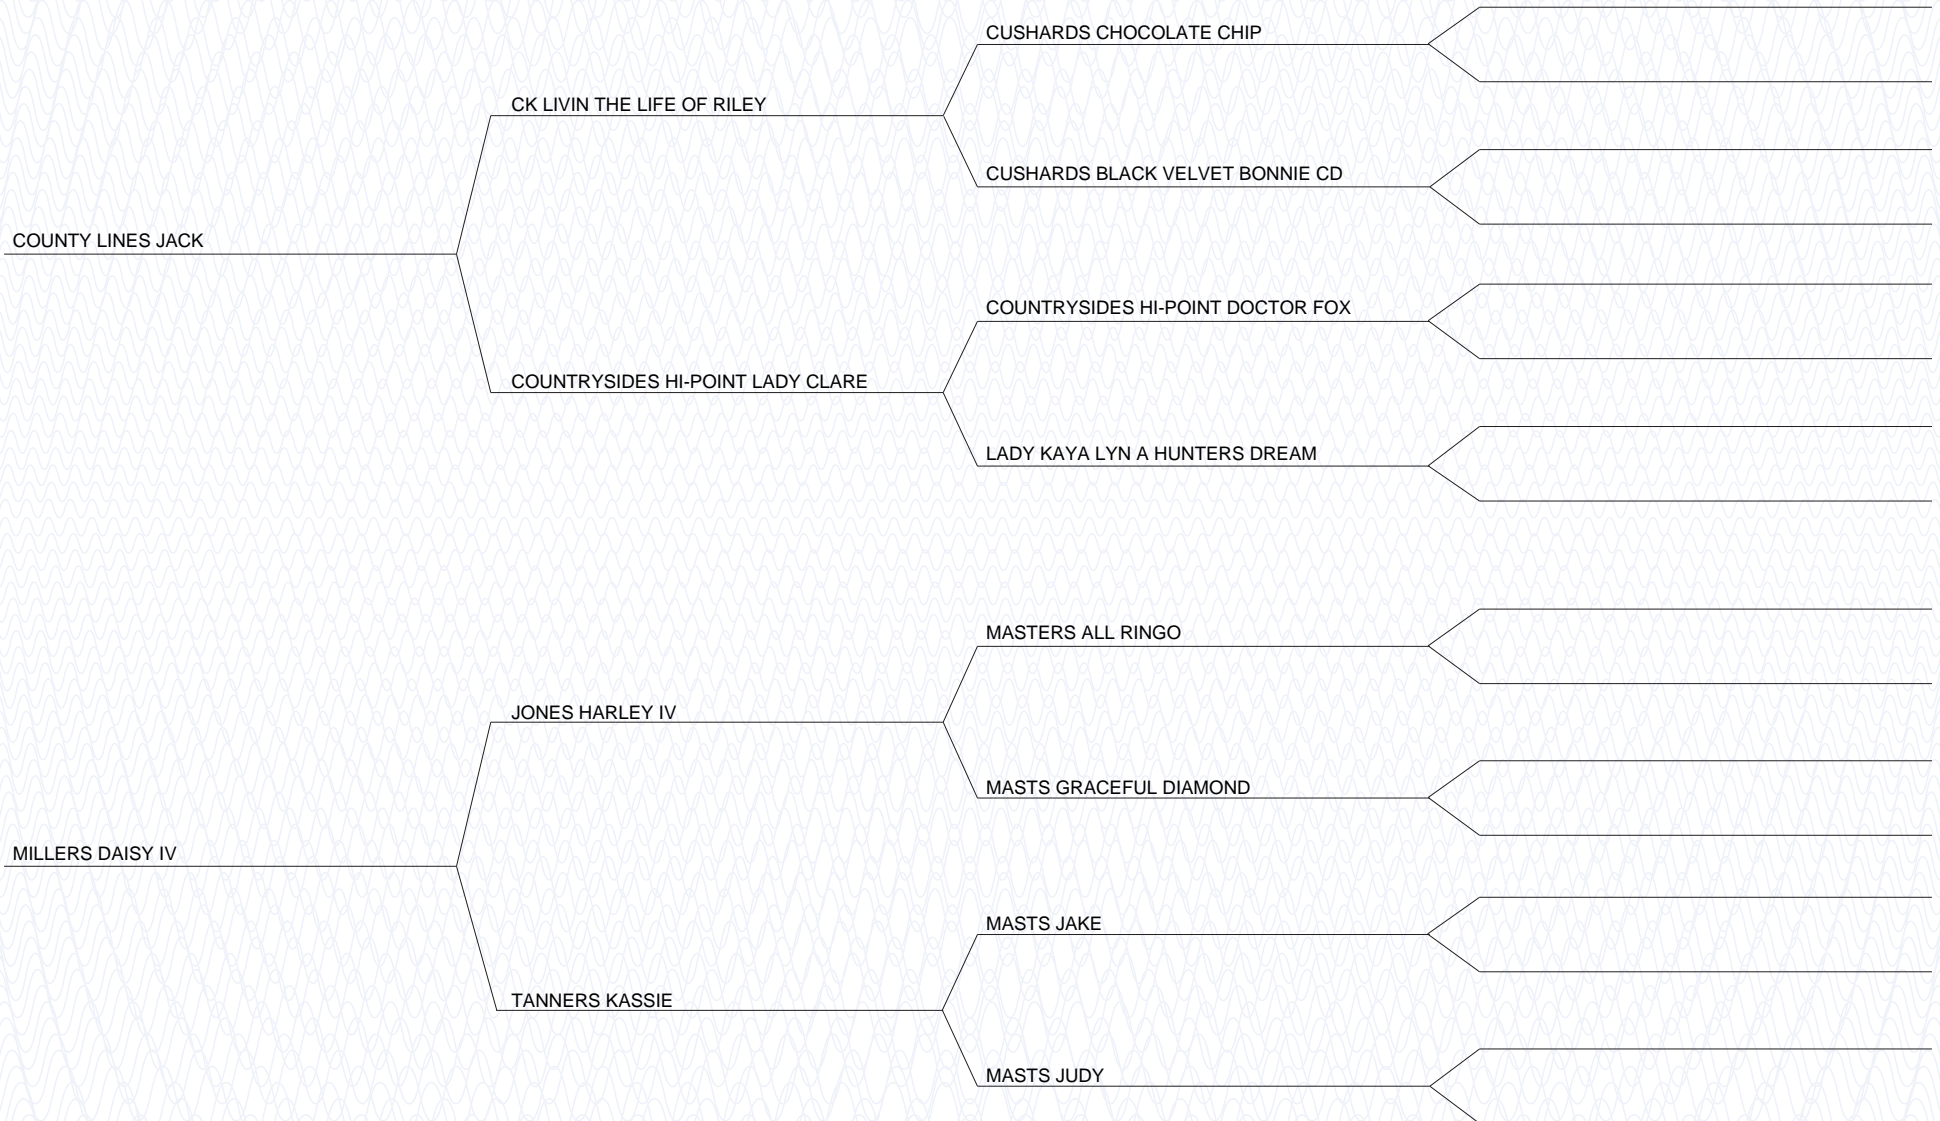 CUSHARDS CHOCOLATE CHIP
CK LIVIN THE LIFE OF RILEY
CUSHARDS BLACK VELVET BONNIE CD
COUNTY LINES JACK
COUNTRYSIDES HI-POINT DOCTOR FOX
COUNTRYSIDES HI-POINT LADY CLARE
LADY KAYA LYN A HUNTERS DREAM
MASTERS ALL RINGO
JONES HARLEY IV
MASTS GRACEFUL DIAMOND
MILLERS DAISY IV
MASTS JAKE
TANNERS KASSIE
MASTS JUDY